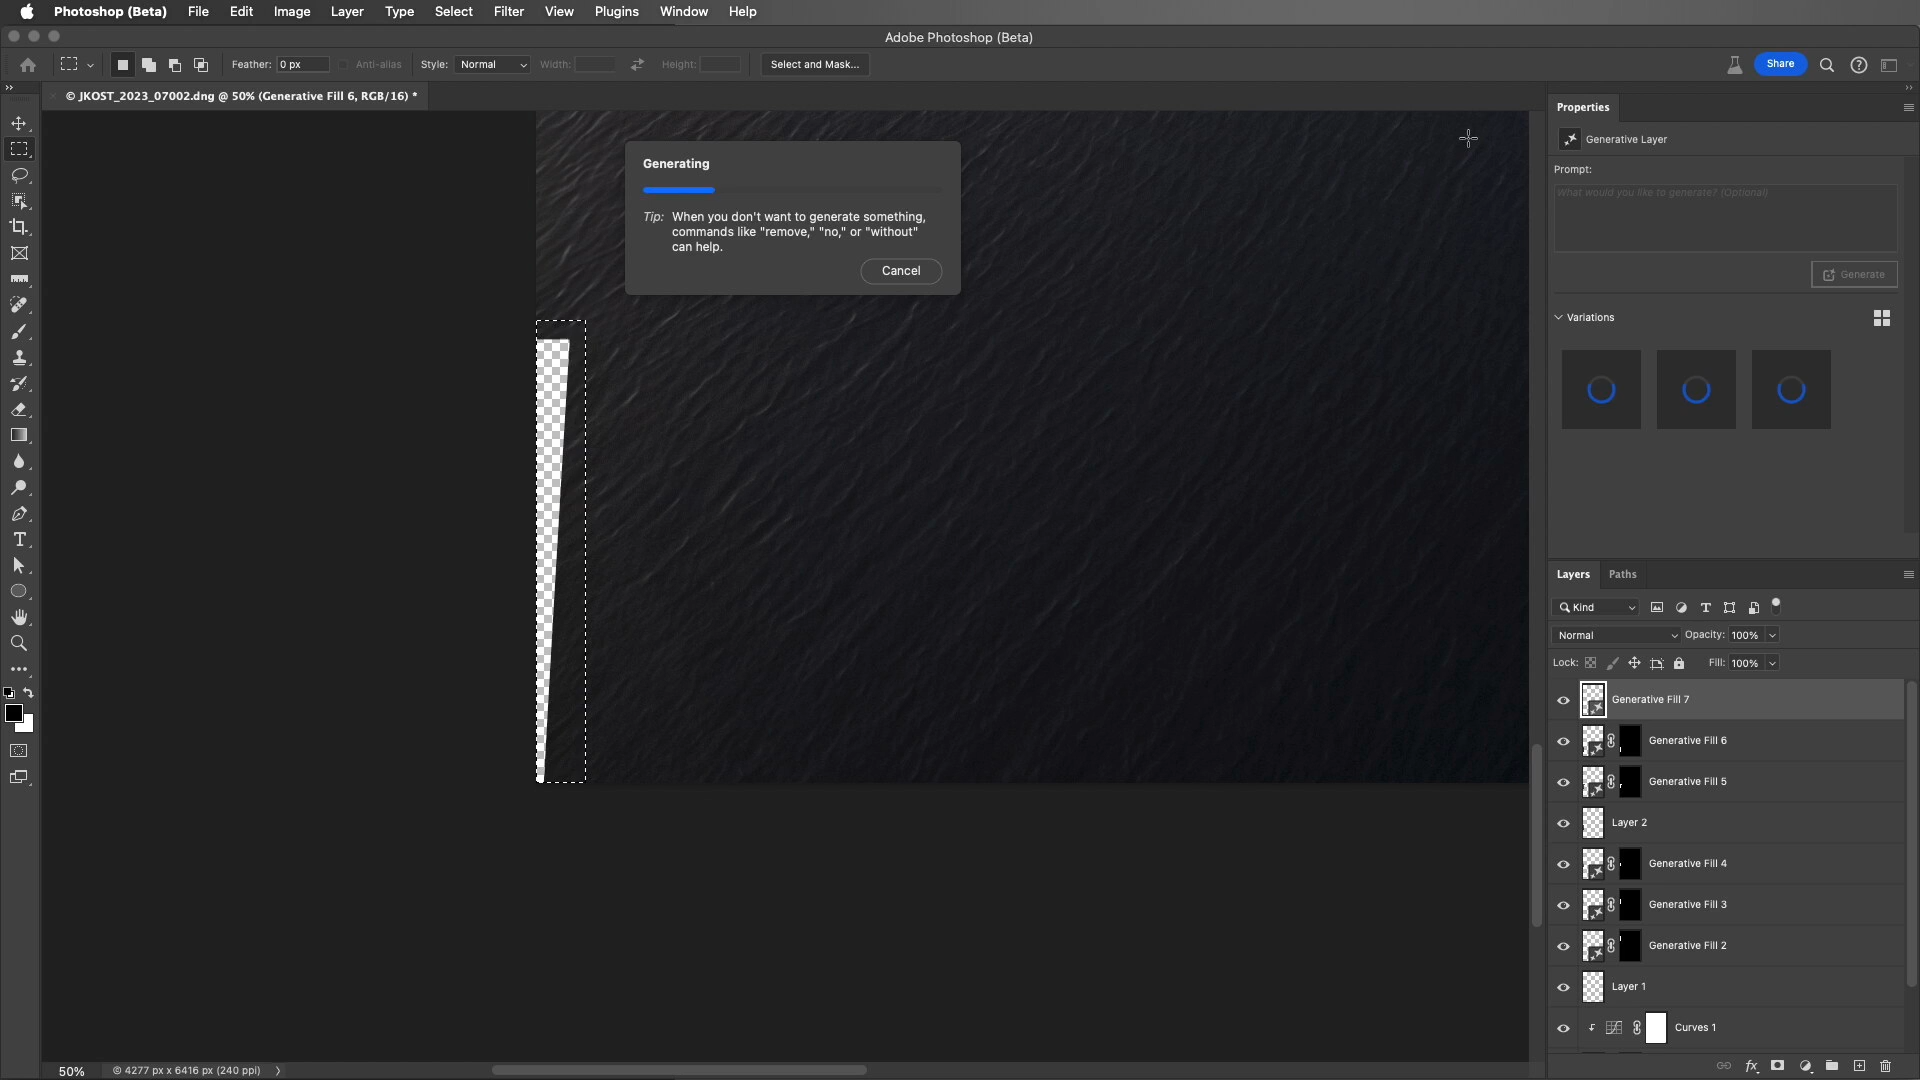 Photoshop (Beta) File Edit Image Layer Type Select Filter View Plugins Window Help
Adobe Photoshop (Beta)
Feather: 0 px Anti-alias Style: Normal Width: Height: Select and Mask... Share
© JKOST_2023_07002.dng @ 50% (Generative Fill 6, RGB/16) *
Generating
Tip: When you don't want to generate something,
commands like "remove," "no," or "without"
can help.
Cancel
Properties
Generative Layer
Prompt:
What would you like to generate? (Optional)
Generate
Variations
Layers Paths
Kind
Normal Opacity: 100%
Lock: Fill: 100%
Generative Fill 7
Generative Fill 6
Generative Fill 5
Layer 2
Generative Fill 4
Generative Fill 3
Generative Fill 2
Layer 1
Curves 1
50% © 4277 px x 6416 px (240 ppi)